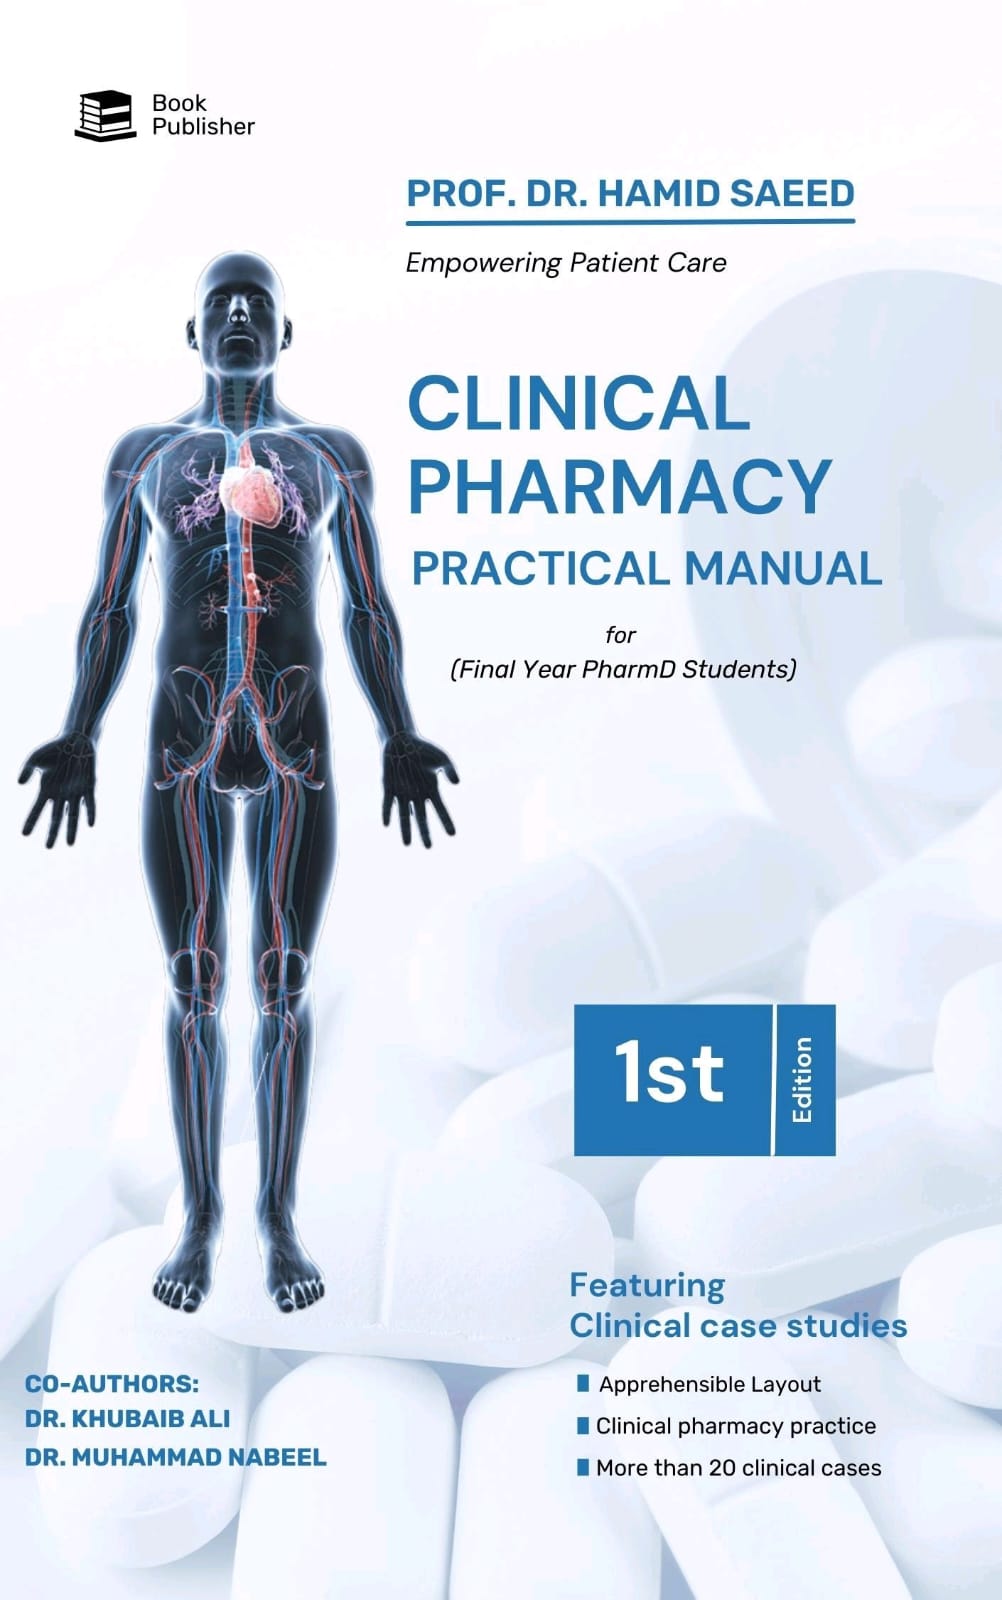 Book
Publisher
PROF. DR. HAMID SAEED
Empowering Patient Care
CLINICAL
PHARMACY
PRACTICAL MANUAL
for
(Final Year PharmD Students)
1st
Edition
Featuring
Clinical case studies
Apprehensible Layout
Clinical pharmacy practice
More than 20 clinical cases
CO-AUTHORS:
DR. KHUBAIB ALI
DR. MUHAMMAD NABEEL